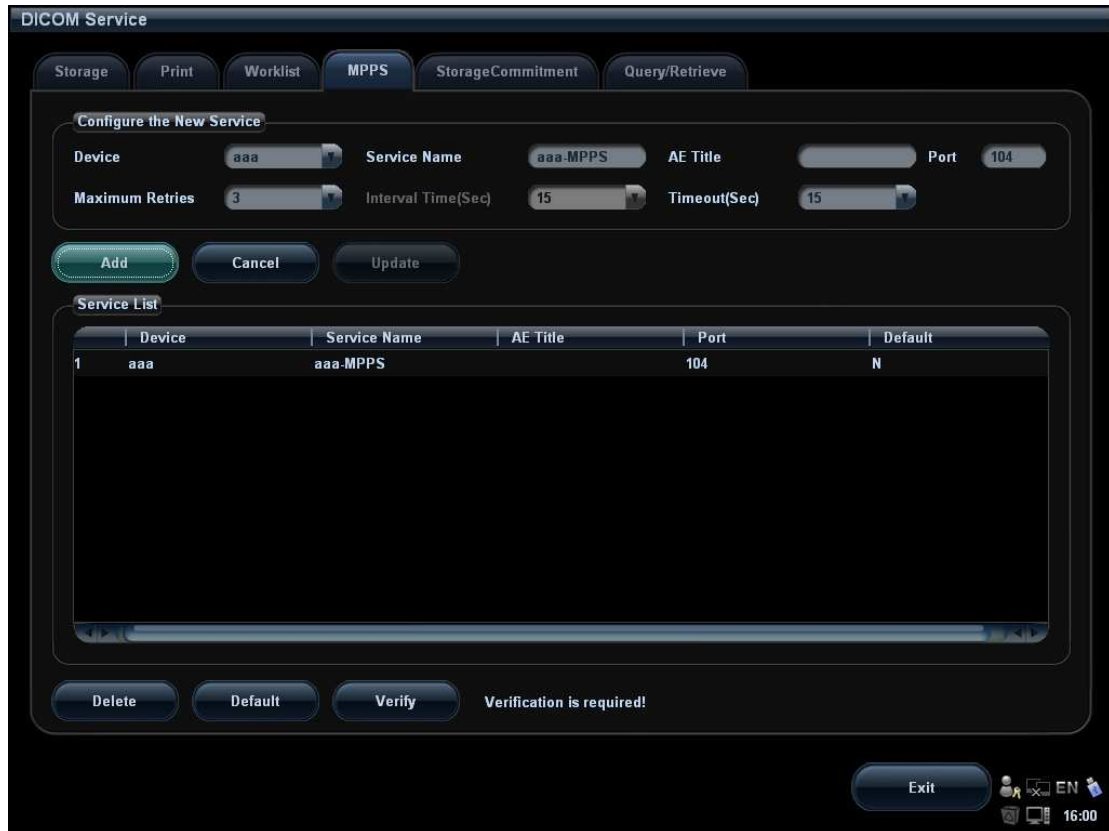 DICOM Service
Storage Print Worklist MPPS StorageCommitment Query/Retrieve
Configure the New Service
Device aaa Service Name aaa-MPPS AE Title Port 104
Maximum Retries 3 Interval Time(Sec) 15 Timeout(Sec) 15
Add Cancel Update
Service List
Device Service Name AE Title Port Default
1 aaa aaa-MPPS 104 N
Delete Default Verify Verification is required!
Exit EN
16:00